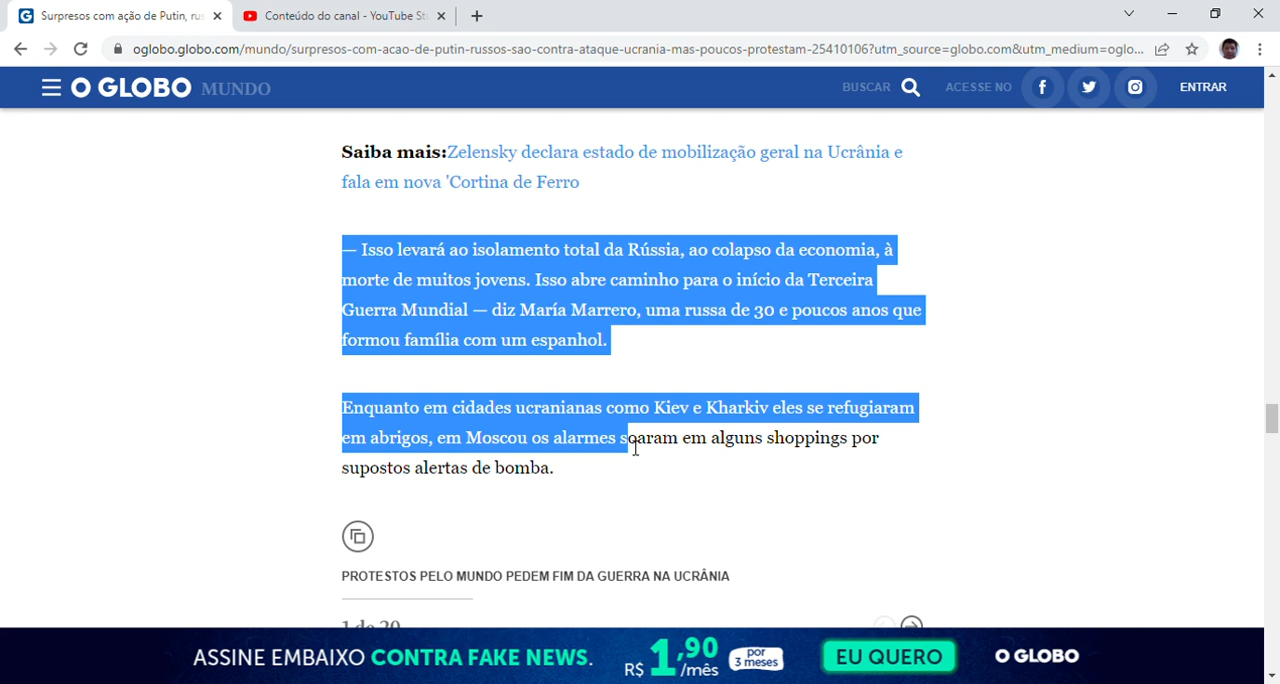 Surpresos com ação de Putin, rus
Conteúdo do canal - YouTube St
oglobo.globo.com/mundo/surpresos-com-acao-de-putin-russos-sao-contra-ataque-ucrania-mas-poucos-protestam-25410106?utm_source=globo.com&utm_medium=oglo...
O GLOBO MUNDO
BUSCAR
ACESSE NO
ENTRAR
Saiba mais:Zelensky declara estado de mobilização geral na Ucrânia e
fala em nova 'Cortina de Ferro
— Isso levará ao isolamento total da Rússia, ao colapso da economia, à
morte de muitos jovens. Isso abre caminho para o início da Terceira
Guerra Mundial — diz María Marrero, uma russa de 30 e poucos anos que
formou família com um espanhol.
Enquanto em cidades ucranianas como Kiev e Kharkiv eles se refugiaram
em abrigos, em Moscou os alarmes soaram em alguns shoppings por
supostos alertas de bomba.
PROTESTOS PELO MUNDO PEDEM FIM DA GUERRA NA UCRÂNIA
1 de 20
ASSINE EMBAIXO CONTRA FAKE NEWS. R$ 1,90 /mês por 3 meses EU QUERO O GLOBO